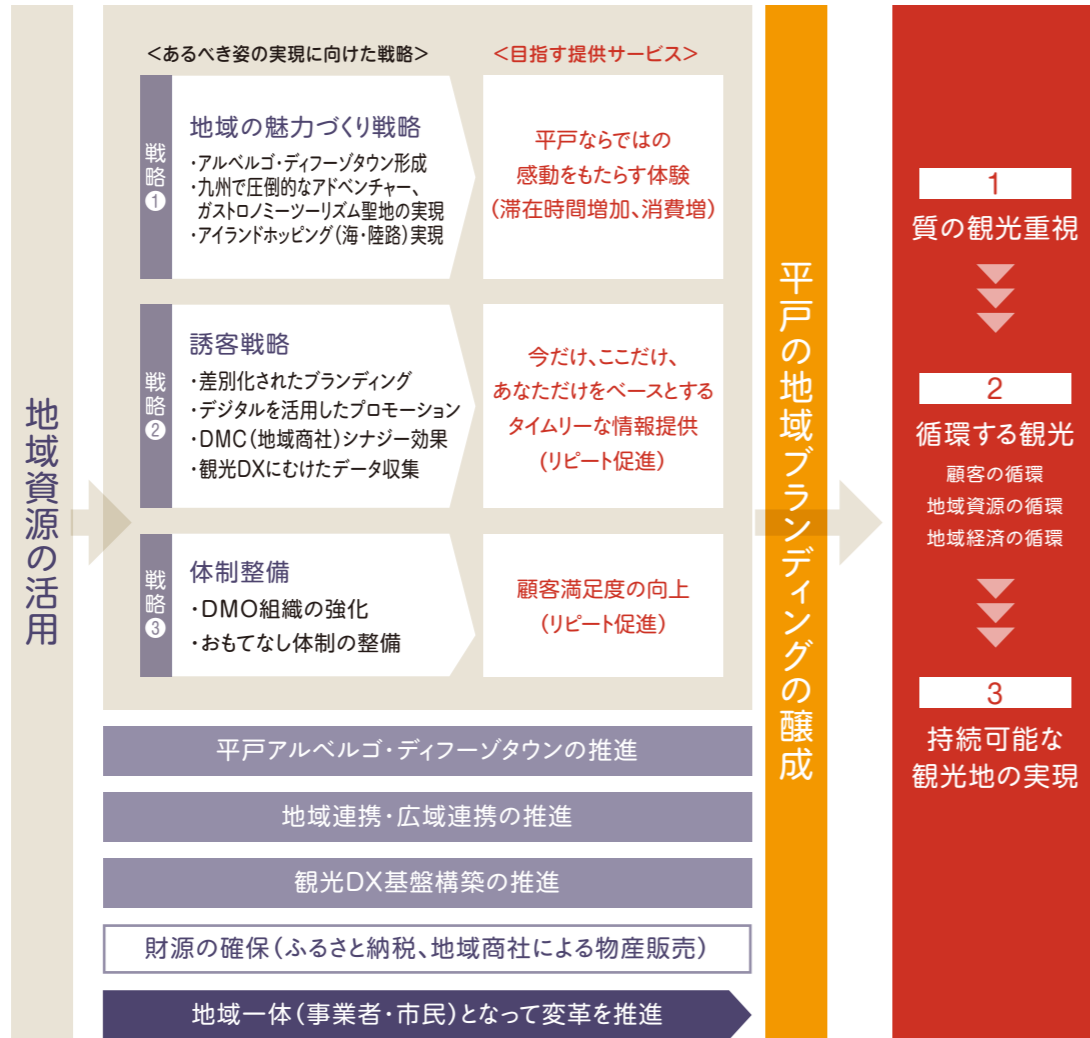 地域資源の活用
<あるべき姿の実現に向けた戦略>
<目指す提供サービス>
戦略❶
地域の魅力づくり戦略
・アルベルゴ・ディフーゾタウン形成
・九州で圧倒的なアドベンチャー、
ガストロノミーツーリズム聖地の実現
・アイランドホッピング(海・陸路)実現
平戸ならではの
感動をもたらす体験
(滞在時間増加、消費増)
戦略❷
誘客戦略
・差別化されたブランディング
・デジタルを活用したプロモーション
・DMC(地域商社)シナジー効果
・観光DXにむけたデータ収集
今だけ、ここだけ、
あなただけをベースとする
タイムリーな情報提供
(リピート促進)
戦略❸
体制整備
・DMO組織の強化
・おもてなし体制の整備
顧客満足度の向上
(リピート促進)
平戸アルベルゴ・ディフーゾタウンの推進
地域連携・広域連携の推進
観光DX基盤構築の推進
財源の確保(ふるさと納税、地域商社による物産販売)
地域一体(事業者・市民)となって変革を推進
平戸の地域ブランディングの醸成
1
質の観光重視
2
循環する観光
顧客の循環
地域資源の循環
地域経済の循環
3
持続可能な
観光地の実現